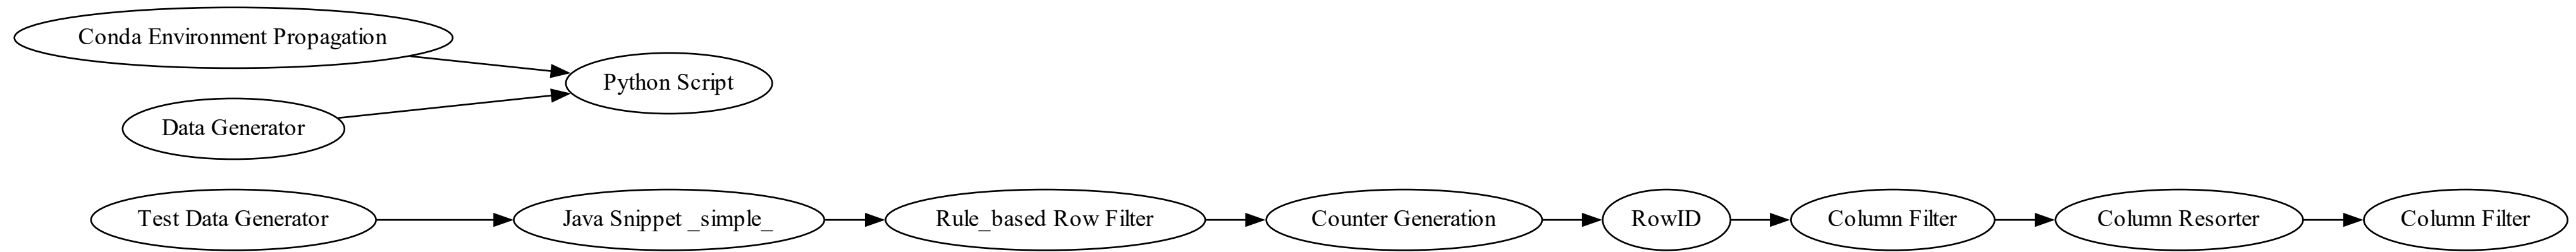 Conda Environment Propagation
Python Script
Data Generator
Test Data Generator
Java Snippet _simple_
Rule_based Row Filter
Counter Generation
RowID
Column Filter
Column Resorter
Column Filter